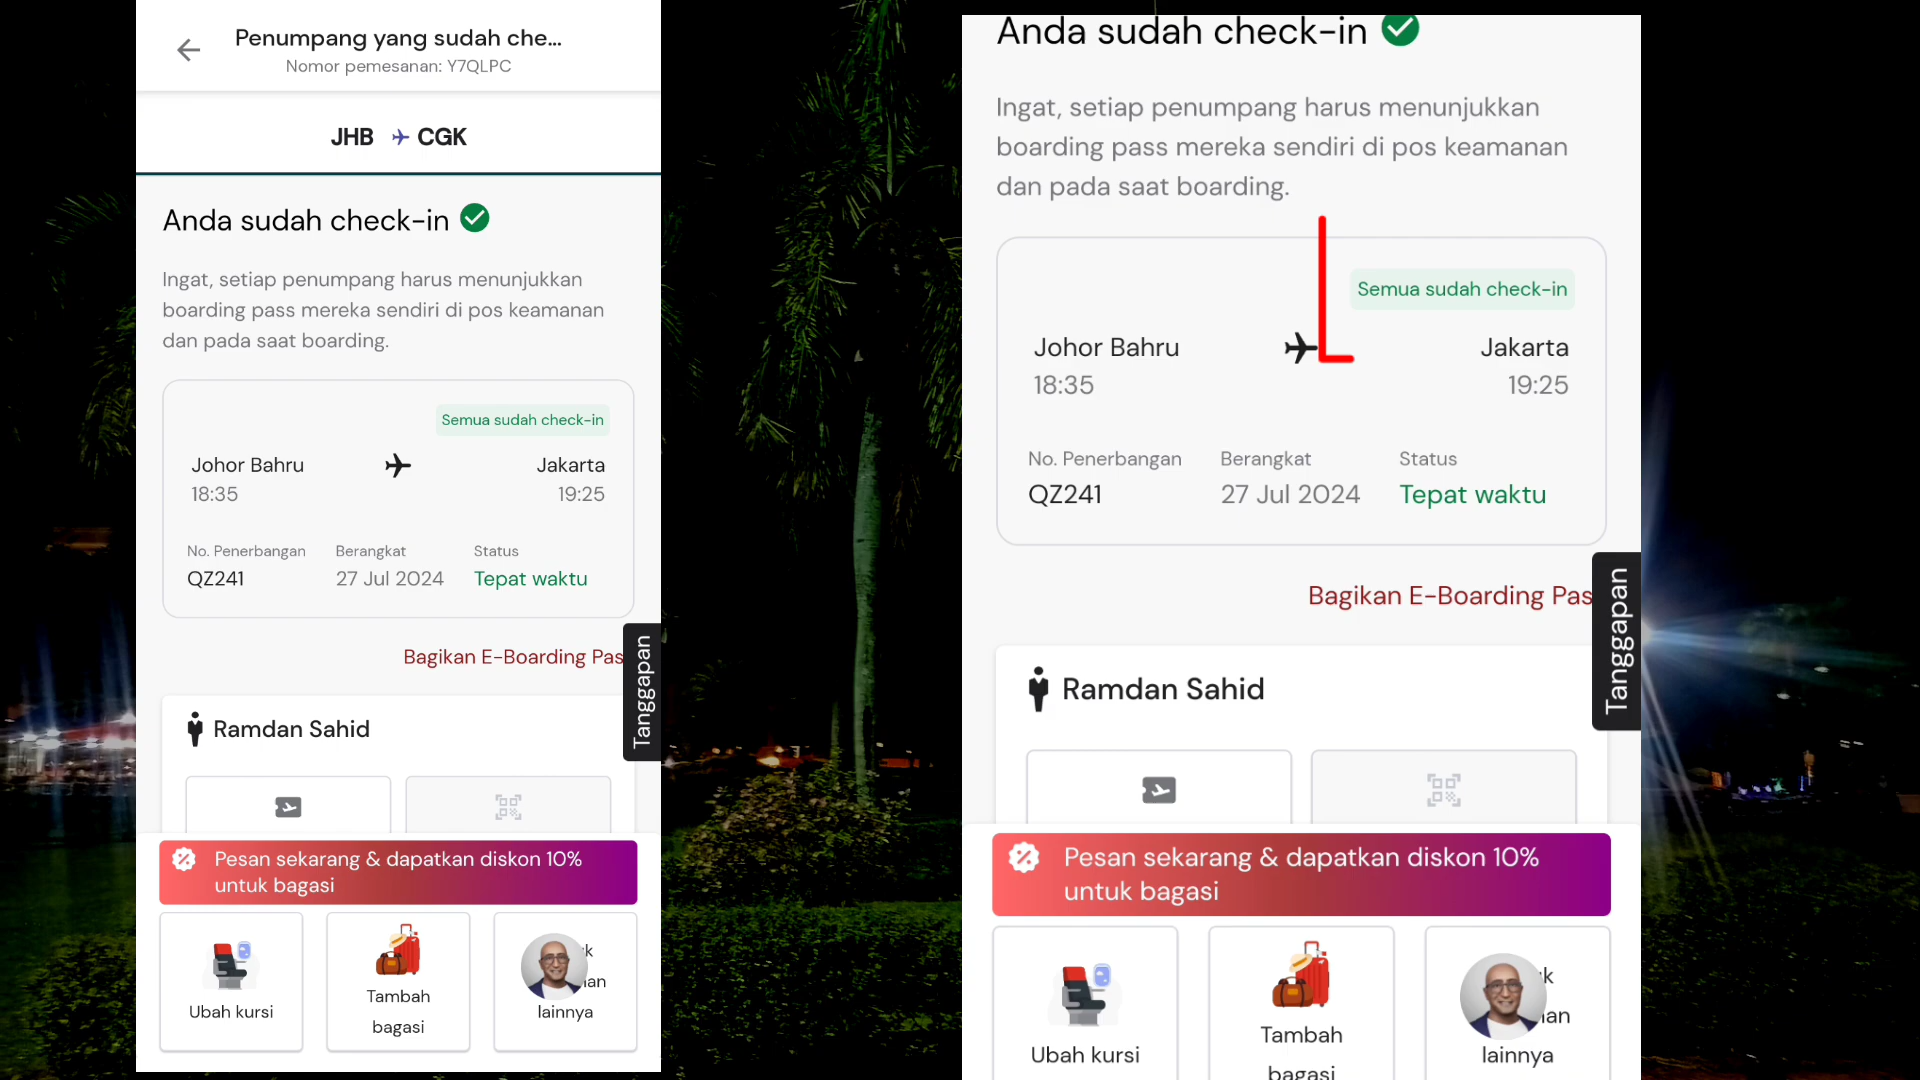 Penumpang yang sudah che...
Nomor pemesanan: Y7QLPC
JHB CGK
Anda sudah check-in
Ingat, setiap penumpang harus menunjukkan
boarding pass mereka sendiri di pos keamanan
dan pada saat boarding.
Semua sudah check-in
Johor Bahru Jakarta
18:35 19:25
No. Penerbangan Berangkat Status
QZ241 27 Jul 2024 Tepat waktu
Bagikan E-Boarding Pas
Tanggapan
Ramdan Sahid
Pesan sekarang & dapatkan diskon 10%
untuk bagasi
Ubah kursi
Tambah
bagasi
lainnya
Anda sudah check-in
Ingat, setiap penumpang harus menunjukkan
boarding pass mereka sendiri di pos keamanan
dan pada saat boarding.
Semua sudah check-in
Johor Bahru Jakarta
18:35 19:25
No. Penerbangan Berangkat Status
QZ241 27 Jul 2024 Tepat waktu
Bagikan E-Boarding Pas
Tanggapan
Ramdan Sahid
Pesan sekarang & dapatkan diskon 10%
untuk bagasi
Ubah kursi
Tambah
bagasi
lainnya